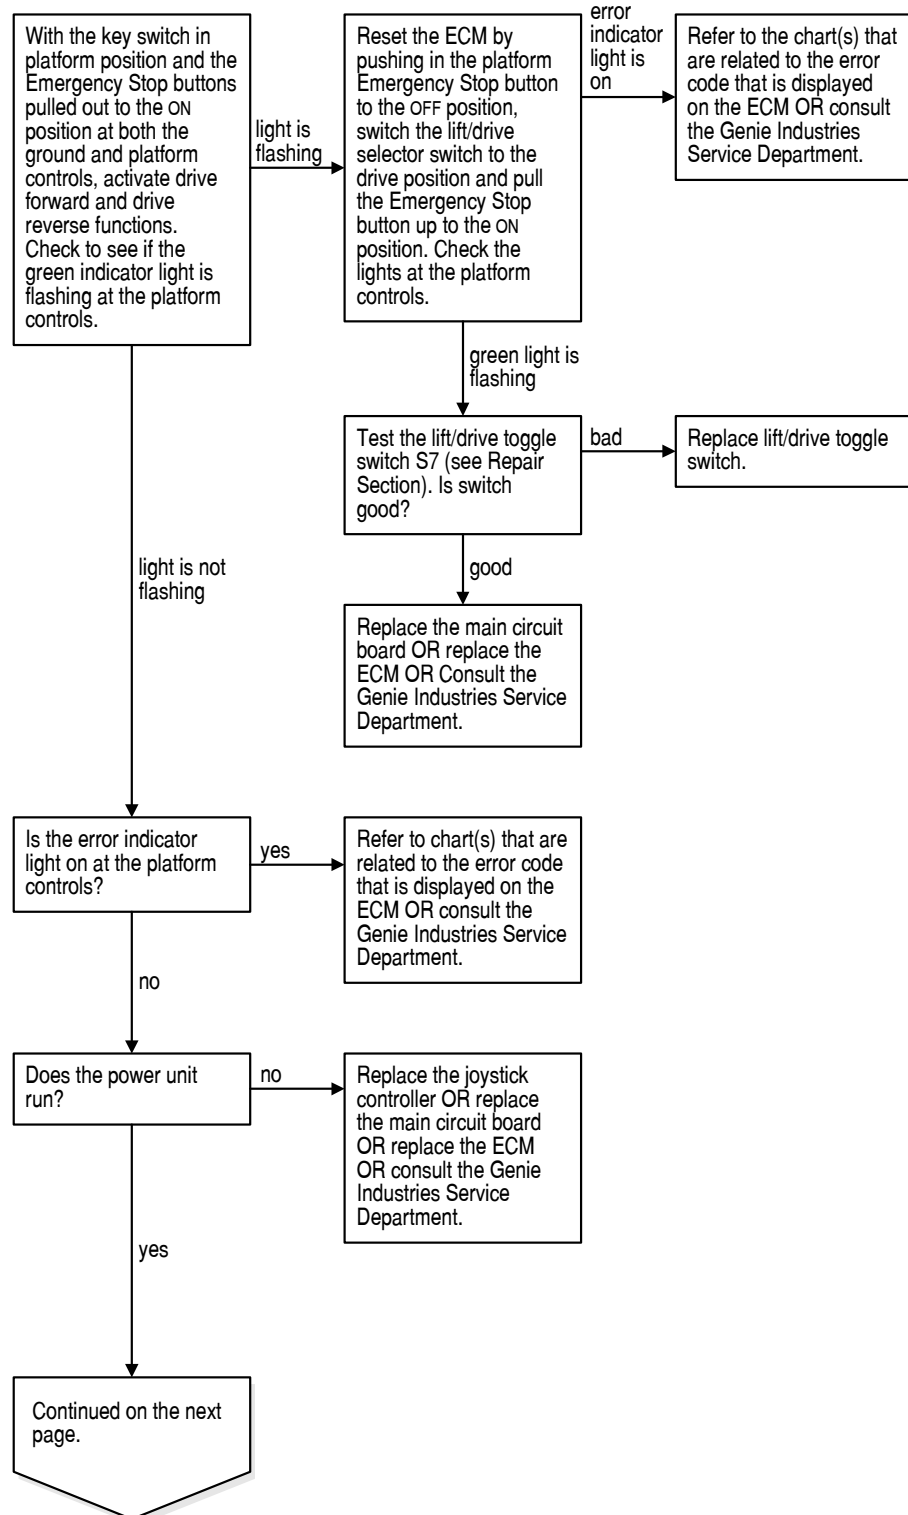 With the key switch in
platform position and the
Emergency Stop buttons
pulled out to the ON
position at both the
ground and platform
controls, activate drive
forward and drive
reverse functions.
Check to see if the
green indicator light is
flashing at the platform
controls.
light is
flashing
Reset the ECM by
pushing in the platform
Emergency Stop button
to the OFF position,
switch the lift/drive
selector switch to the
drive position and pull
the Emergency Stop
button up to the ON
position. Check the
lights at the platform
controls.
error
indicator
light is
on
Refer to the chart(s) that
are related to the error
code that is displayed
on the ECM OR consult
the Genie Industries
Service Department.
green light is
flashing
Test the lift/drive toggle
switch S7 (see Repair
Section). Is switch
good?
bad
Replace lift/drive toggle
switch.
good
Replace the main circuit
board OR replace the
ECM OR Consult the
Genie Industries Service
Department.
light is not
flashing
Is the error indicator
light on at the platform
controls?
yes
Refer to chart(s) that are
related to the error code
that is displayed on the
ECM OR consult the
Genie Industries Service
Department.
no
Does the power unit
run?
no
Replace the joystick
controller OR replace
the main circuit board
OR replace the ECM
OR consult the Genie
Industries Service
Department.
yes
Continued on the next
page.